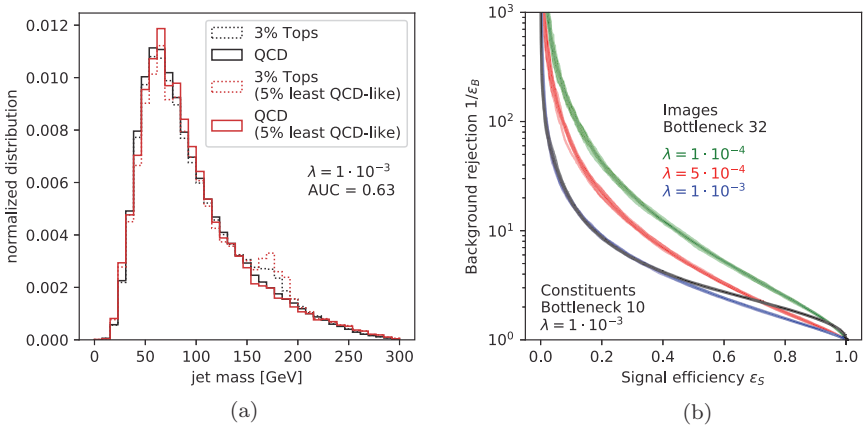 0.012
0.010
0.008
0.006
0.004
0.002
0.000
normalized distribution
0
50
100
150
200
250
300
jet mass [GeV]
3% Tops
QCD
3% Tops
(5% least QCD-like)
QCD
(5% least QCD-like)
λ = 1 · 10⁻³
AUC = 0.63
(a)
10³
10²
10¹
10⁰
Background rejection 1/ε_B
0.0
0.2
0.4
0.6
0.8
1.0
Signal efficiency ε_S
Images
Bottleneck 32
λ = 1 · 10⁻⁴
λ = 5 · 10⁻⁴
λ = 1 · 10⁻³
Constituents
Bottleneck 10
λ = 1 · 10⁻³
(b)